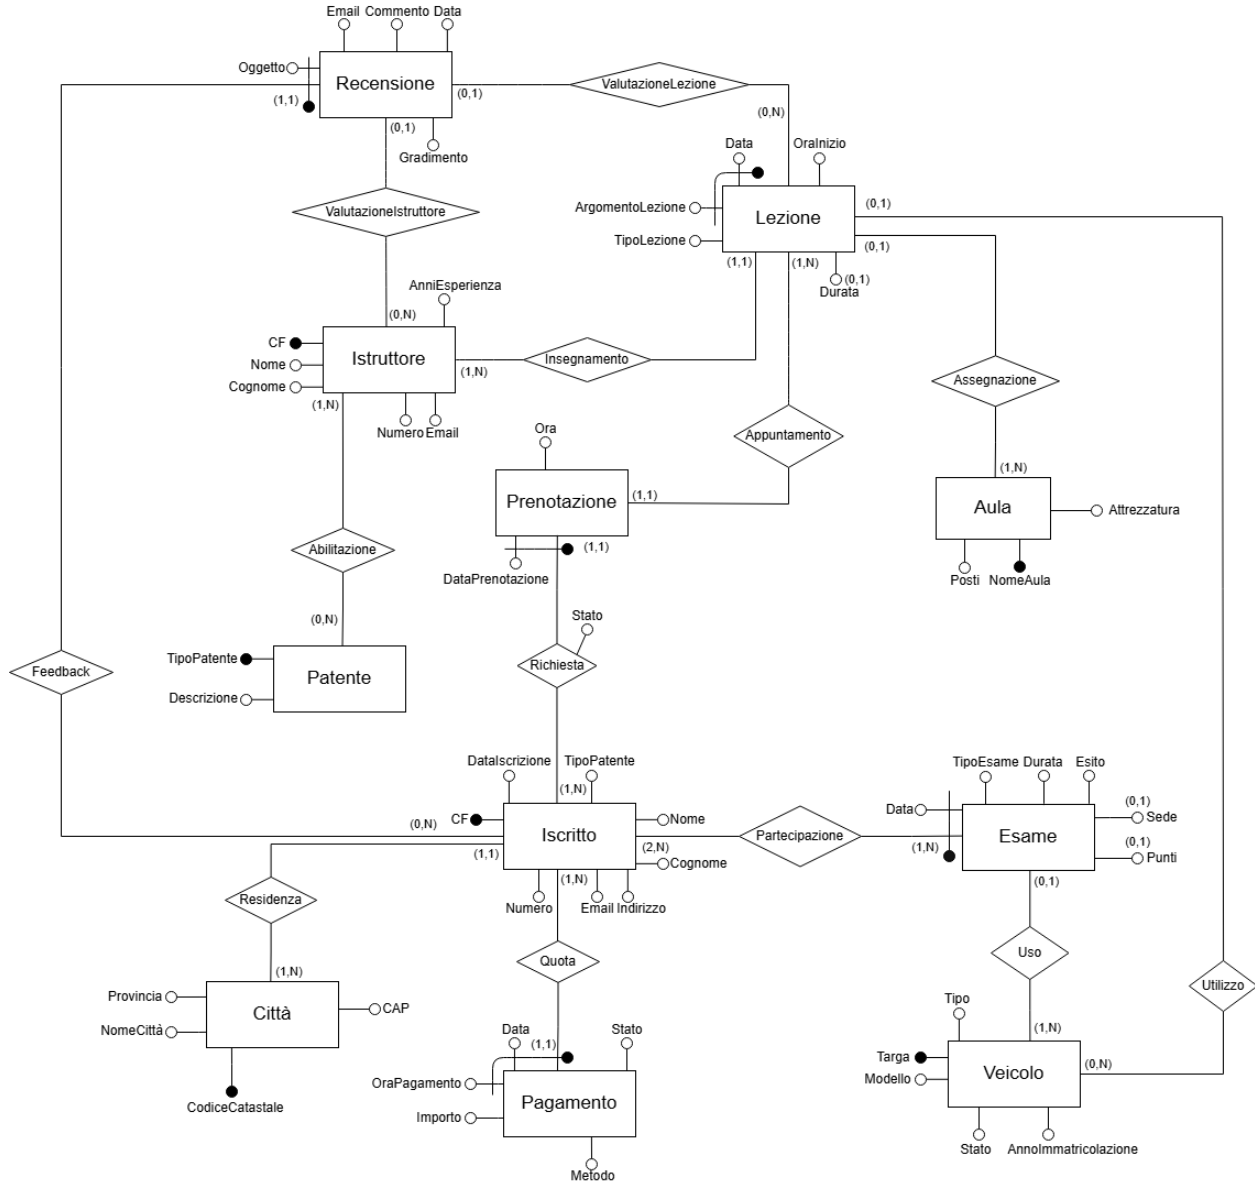 Email Commento Data
Oggetto
Recensione
(1,1)
(0,1)
(0,1)
Gradimento
ValutazioneLezione
(0,N)
Data
OraInizio
ArgomentoLezione
Lezione
(0,1)
TipoLezione
(0,1)
(1,1)
(1,N)
(0,1)
Durata
ValutazioneIstruttore
AnniEsperienza
(0,N)
CF
Nome
Istruttore
Cognome
(1,N)
(1,N)
Numero Email
Insegnamento
Assegnazione
Appuntamento
Ora
Prenotazione
(1,1)
(1,1)
DataPrenotazione
(1,N)
Aula
Attrezzatura
Posti
NomeAula
Abilitazione
(0,N)
TipoPatente
Patente
Descrizione
Feedback
Stato
Richiesta
DataIscrizione
TipoPatente
(1,N)
CF
Iscritto
Nome
(0,N)
(1,1)
(2,N)
Cognome
(1,N)
Numero
Email Indirizzo
Partecipazione
TipoEsame Durata Esito
Data
(0,1)
Sede
Esame
(1,N)
(0,1)
Punti
(0,1)
Residenza
Quota
Uso
Utilizzo
(1,N)
Provincia
Città
CAP
NomeCittà
CodiceCatastale
Data
(1,1)
Stato
OraPagamento
Pagamento
Importo
Metodo
Tipo
(1,N)
Targa
Veicolo
(0,N)
Modello
Stato
AnnoImmatricolazione